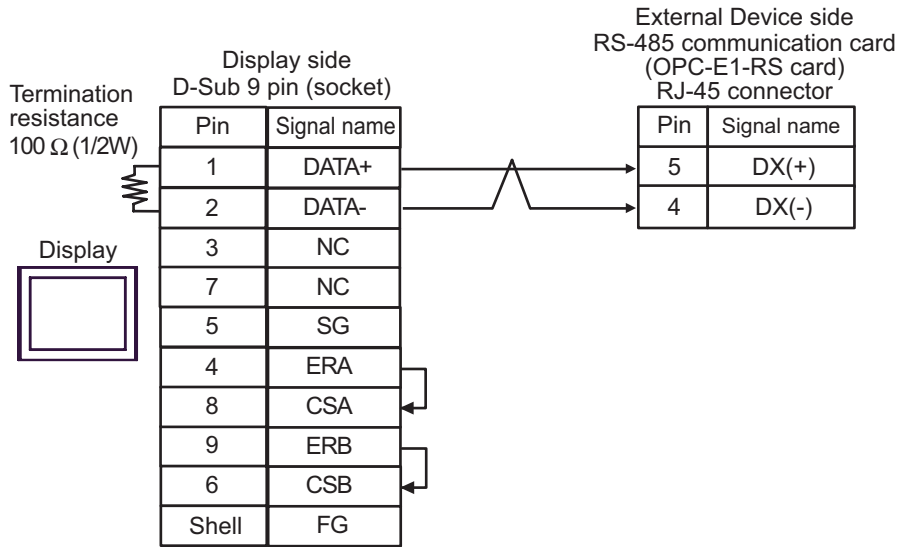 External Device side
RS-485 communication card
(OPC-E1-RS card)
RJ-45 connector
Display side
D-Sub 9 pin (socket)
Termination
resistance
100 Ω (1/2W)
Pin Signal name
1 DATA+
2 DATA-
3 NC
7 NC
5 SG
4 ERA
8 CSA
9 ERB
6 CSB
Shell FG
Display
Pin Signal name
5 DX(+)
4 DX(-)